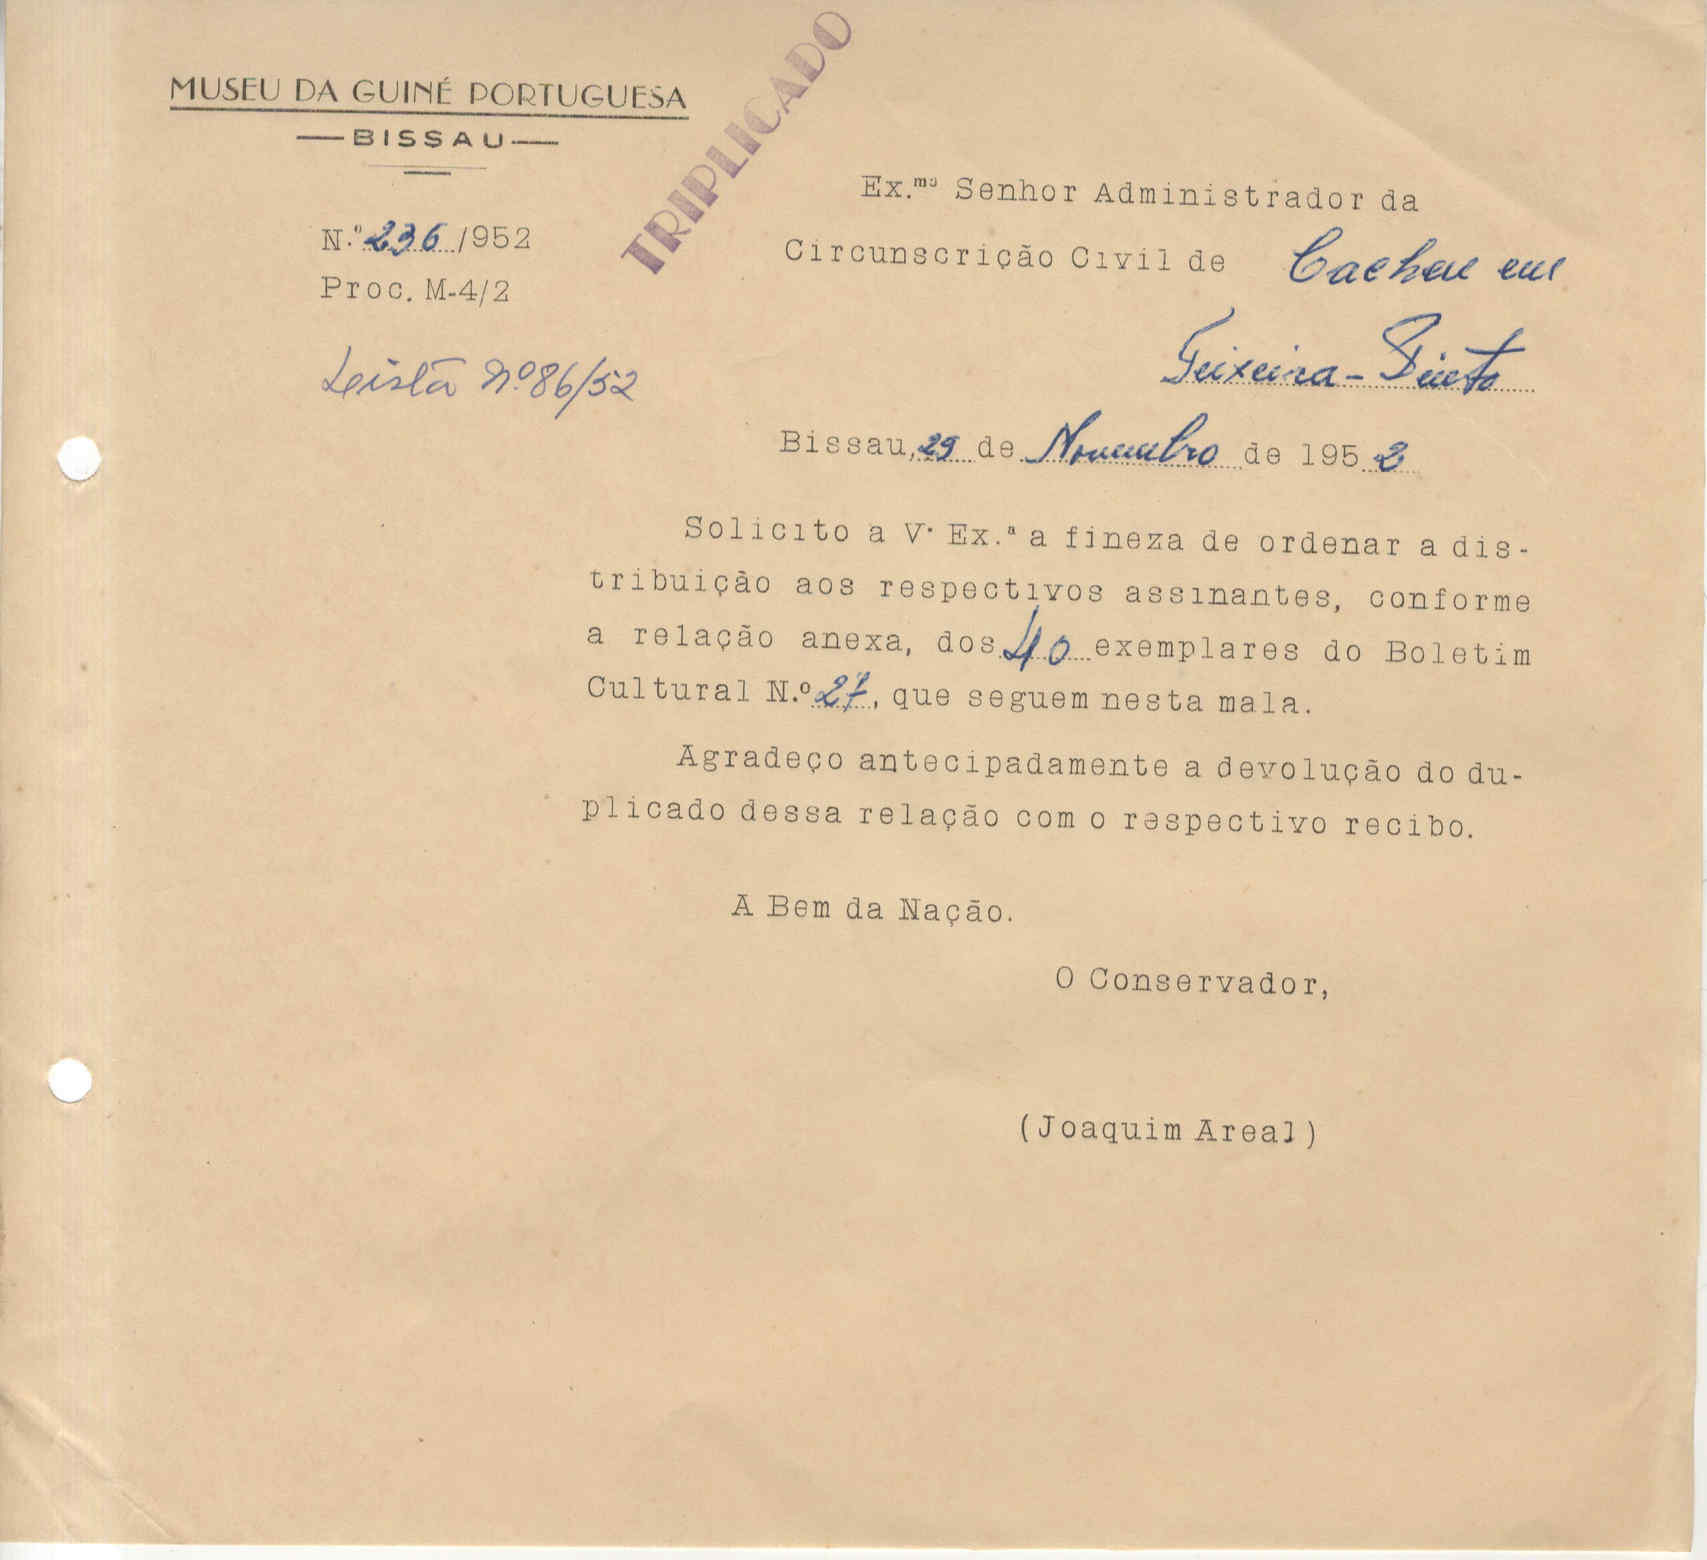 MUSEU DA GUINÉ PORTUGUESA
BISSAU
TRIPLICADO
N.º 236 /952
Proc. M-4/2
Leistã Nº 86/52
Ex.mo Senhor Administrador da
Circunscrição Civil de Cacheu em
Teixeira-Pinto
Bissau, 29 de Novembro de 1952
Solicito a V. Ex.ª a fineza de ordenar a dis-
tribuição aos respectivos assinantes, conforme
a relação anexa, dos 40 exemplares do Boletim
Cultural N.º 27, que seguem nesta mala.
Agradeço antecipadamente a devolução do du-
plicado dessa relação com o respectivo recibo.
A Bem da Nação.
O Conservador,
(Joaquim Areal)